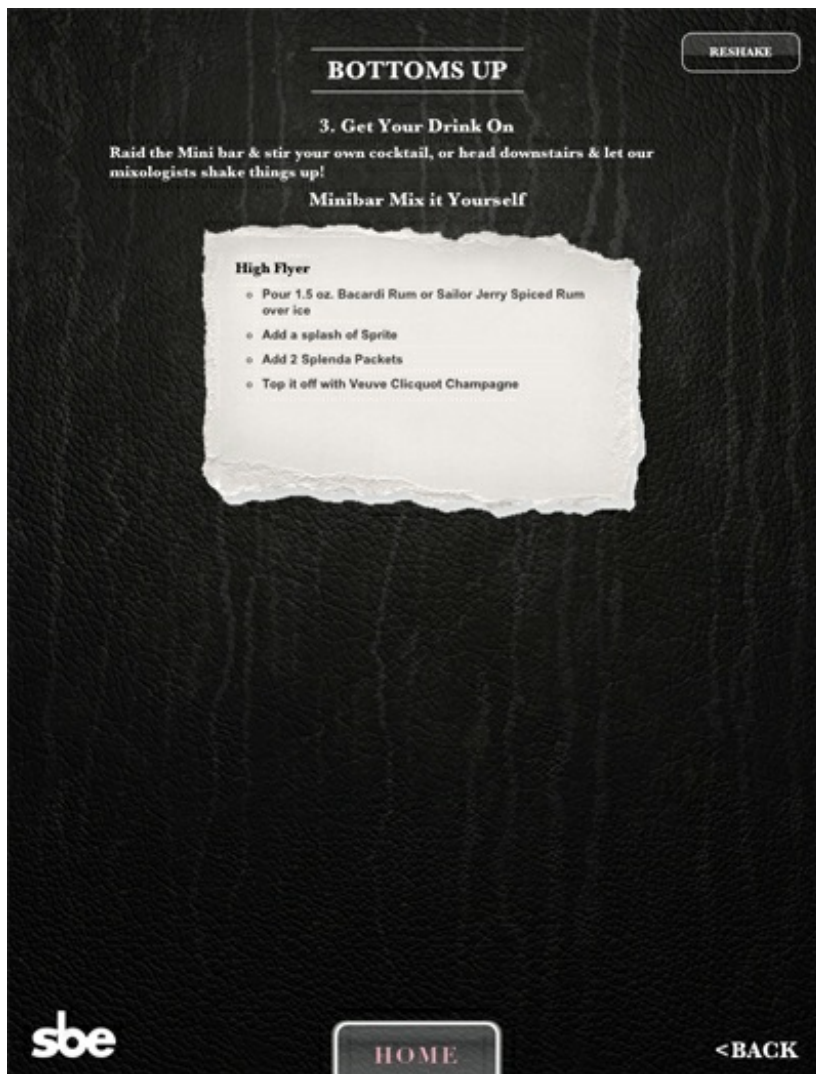 RESHAKE
BOTTOMS UP
3. Get Your Drink On
Raid the Mini bar & stir your own cocktail, or head downstairs & let our
mixologists shake things up!
Minibar Mix it Yourself
High Flyer
Pour 1.5 oz. Bacardi Rum or Sailor Jerry Spiced Rum
over ice
Add a splash of Sprite
Add 2 Splenda Packets
Top it off with Veuve Clicquot Champagne
sbe
HOME
<BACK